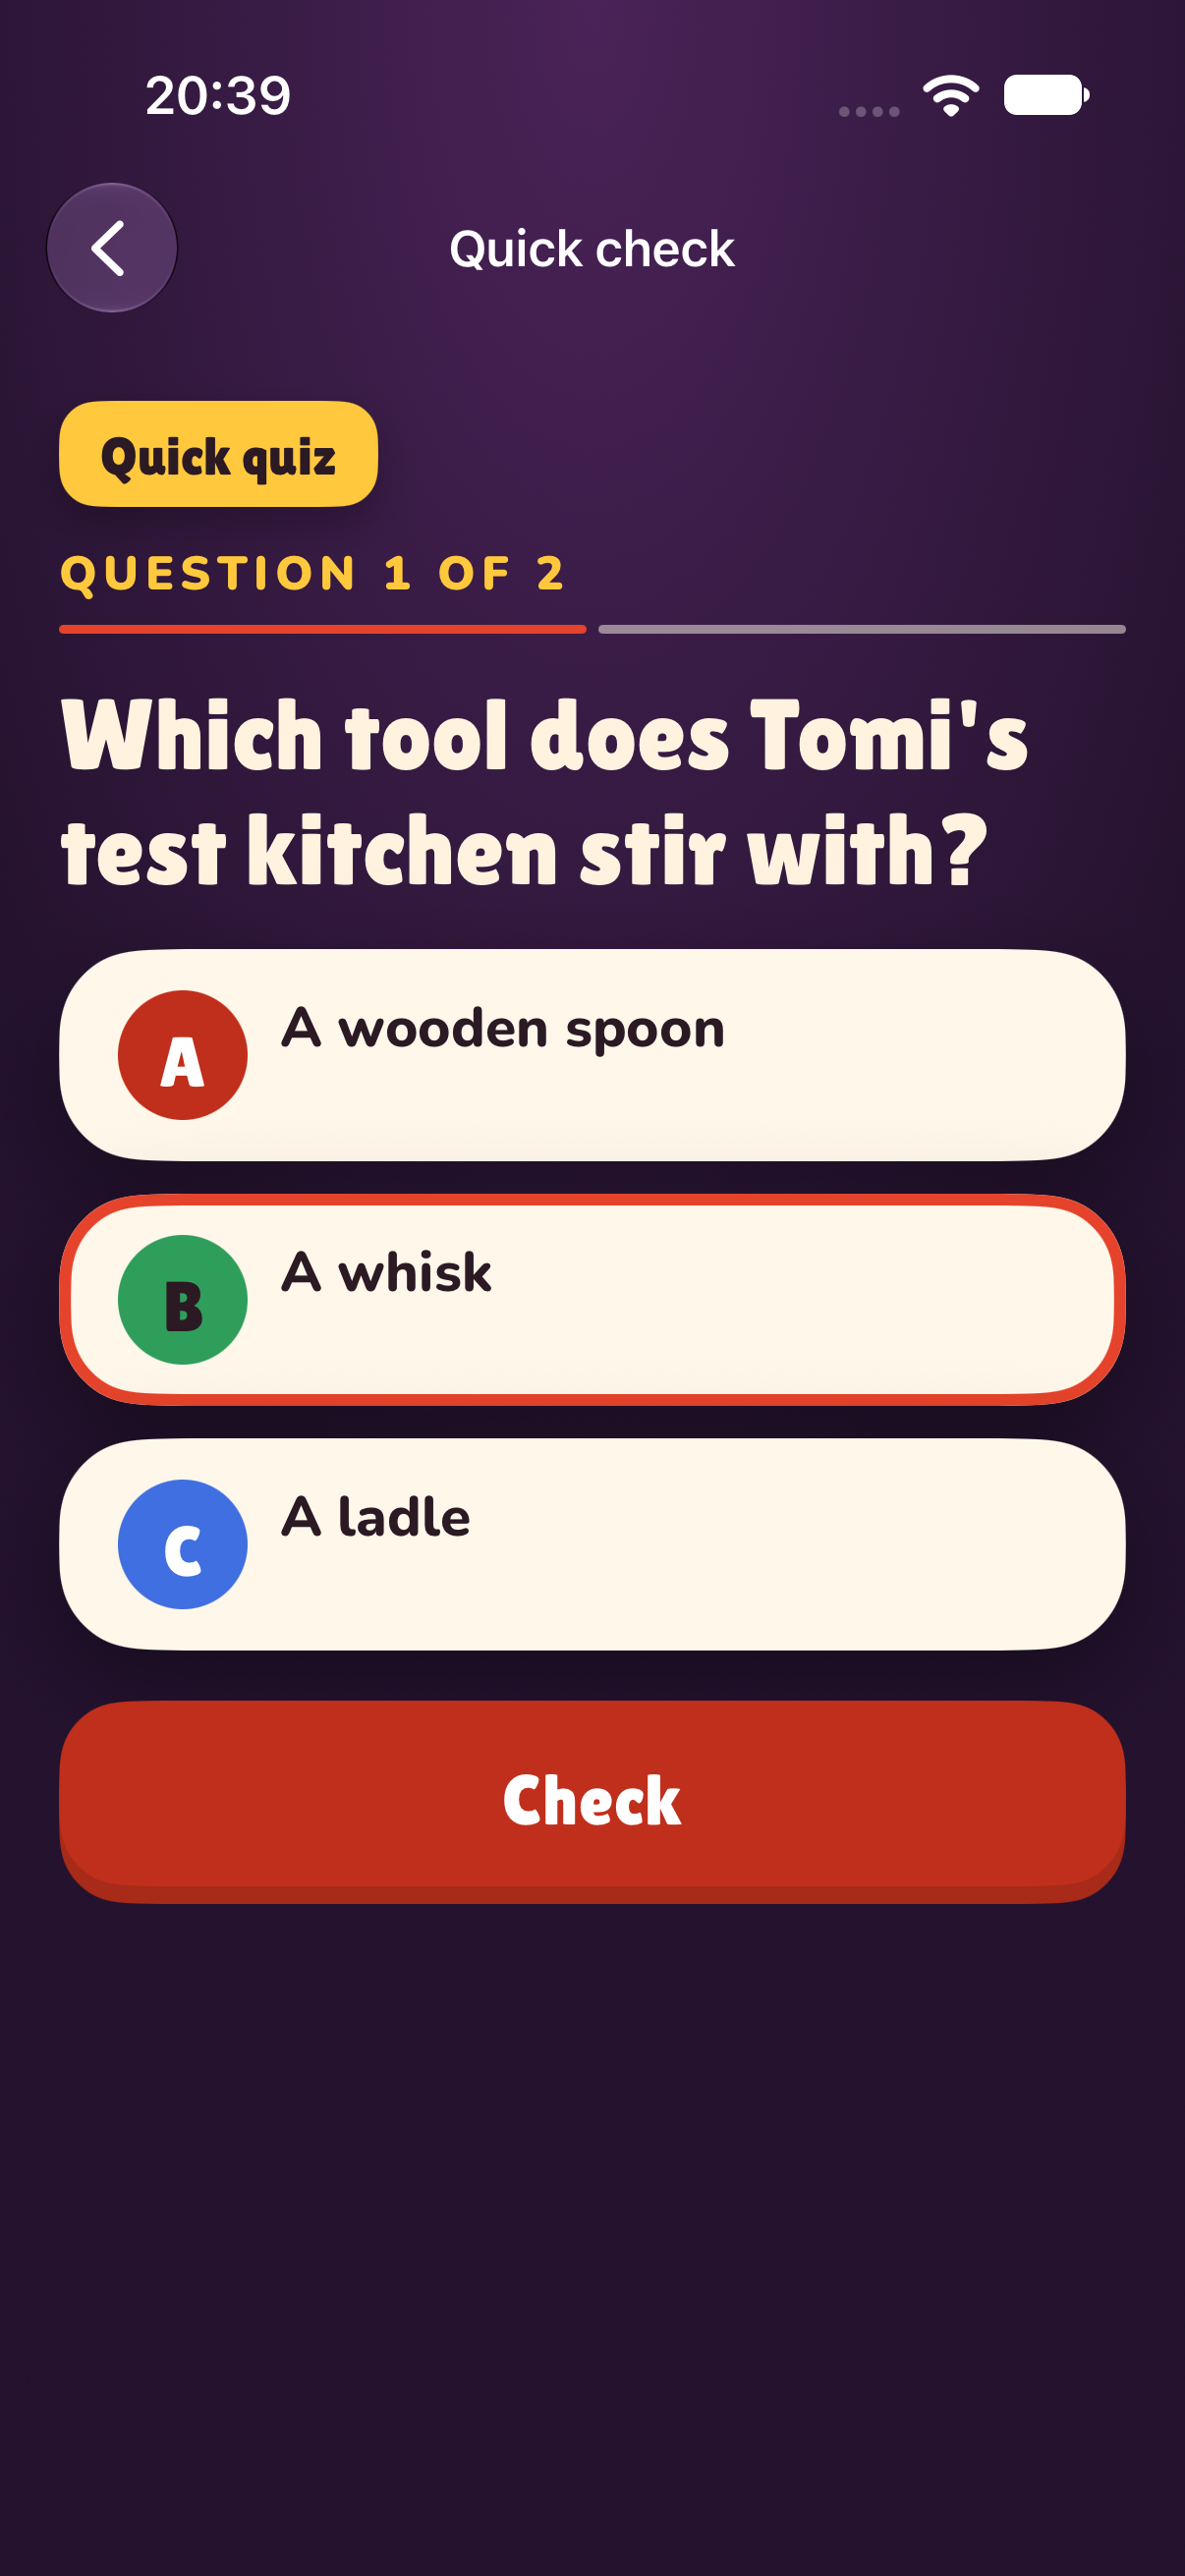 20:39
Quick check
Quick quiz
QUESTION 1 OF 2
Which tool does Tomi's
test kitchen stir with?
A
A wooden spoon
B
A whisk
C
A ladle
Check